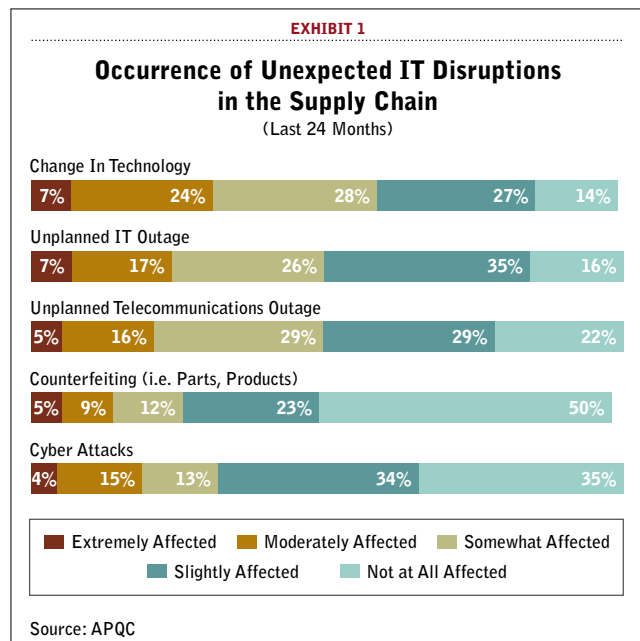 EXHIBIT 1
Occurrence of Unexpected IT Disruptions
in the Supply Chain
(Last 24 Months)
Change In Technology
7% 24% 28% 27% 14%
Unplanned IT Outage
7% 17% 26% 35% 16%
Unplanned Telecommunications Outage
5% 16% 29% 29% 22%
Counterfeiting (i.e. Parts, Products)
5% 9% 12% 23% 50%
Cyber Attacks
4% 15% 13% 34% 35%
Extremely Affected Moderately Affected Somewhat Affected
Slightly Affected Not at All Affected
Source: APQC